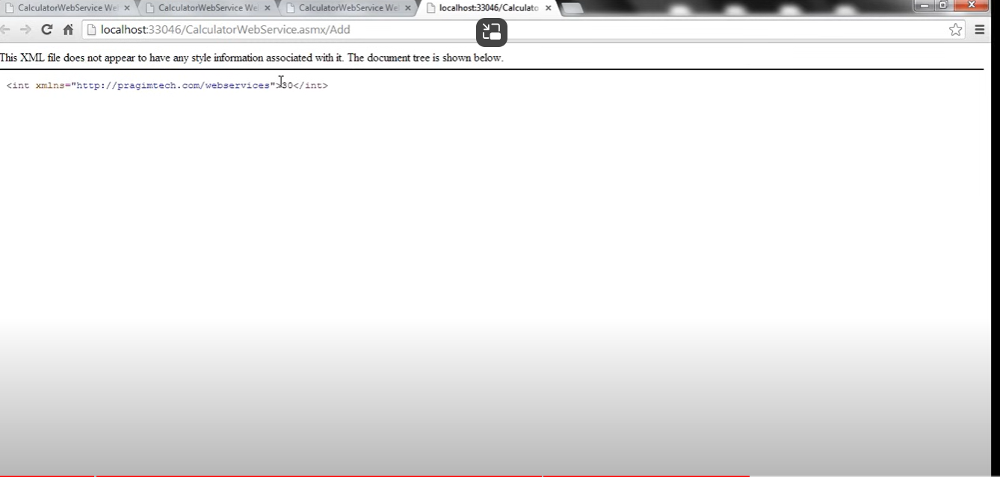 CalculatorWebService We
CalculatorWebService We
CalculatorWebService We
localhost:33046/Calculato
localhost:33046/CalculatorWebService.asmx/Add
This XML file does not appear to have any style information associated with it. The document tree is shown below.
<int xmlns="http://pragimtech.com/webservices">30</int>